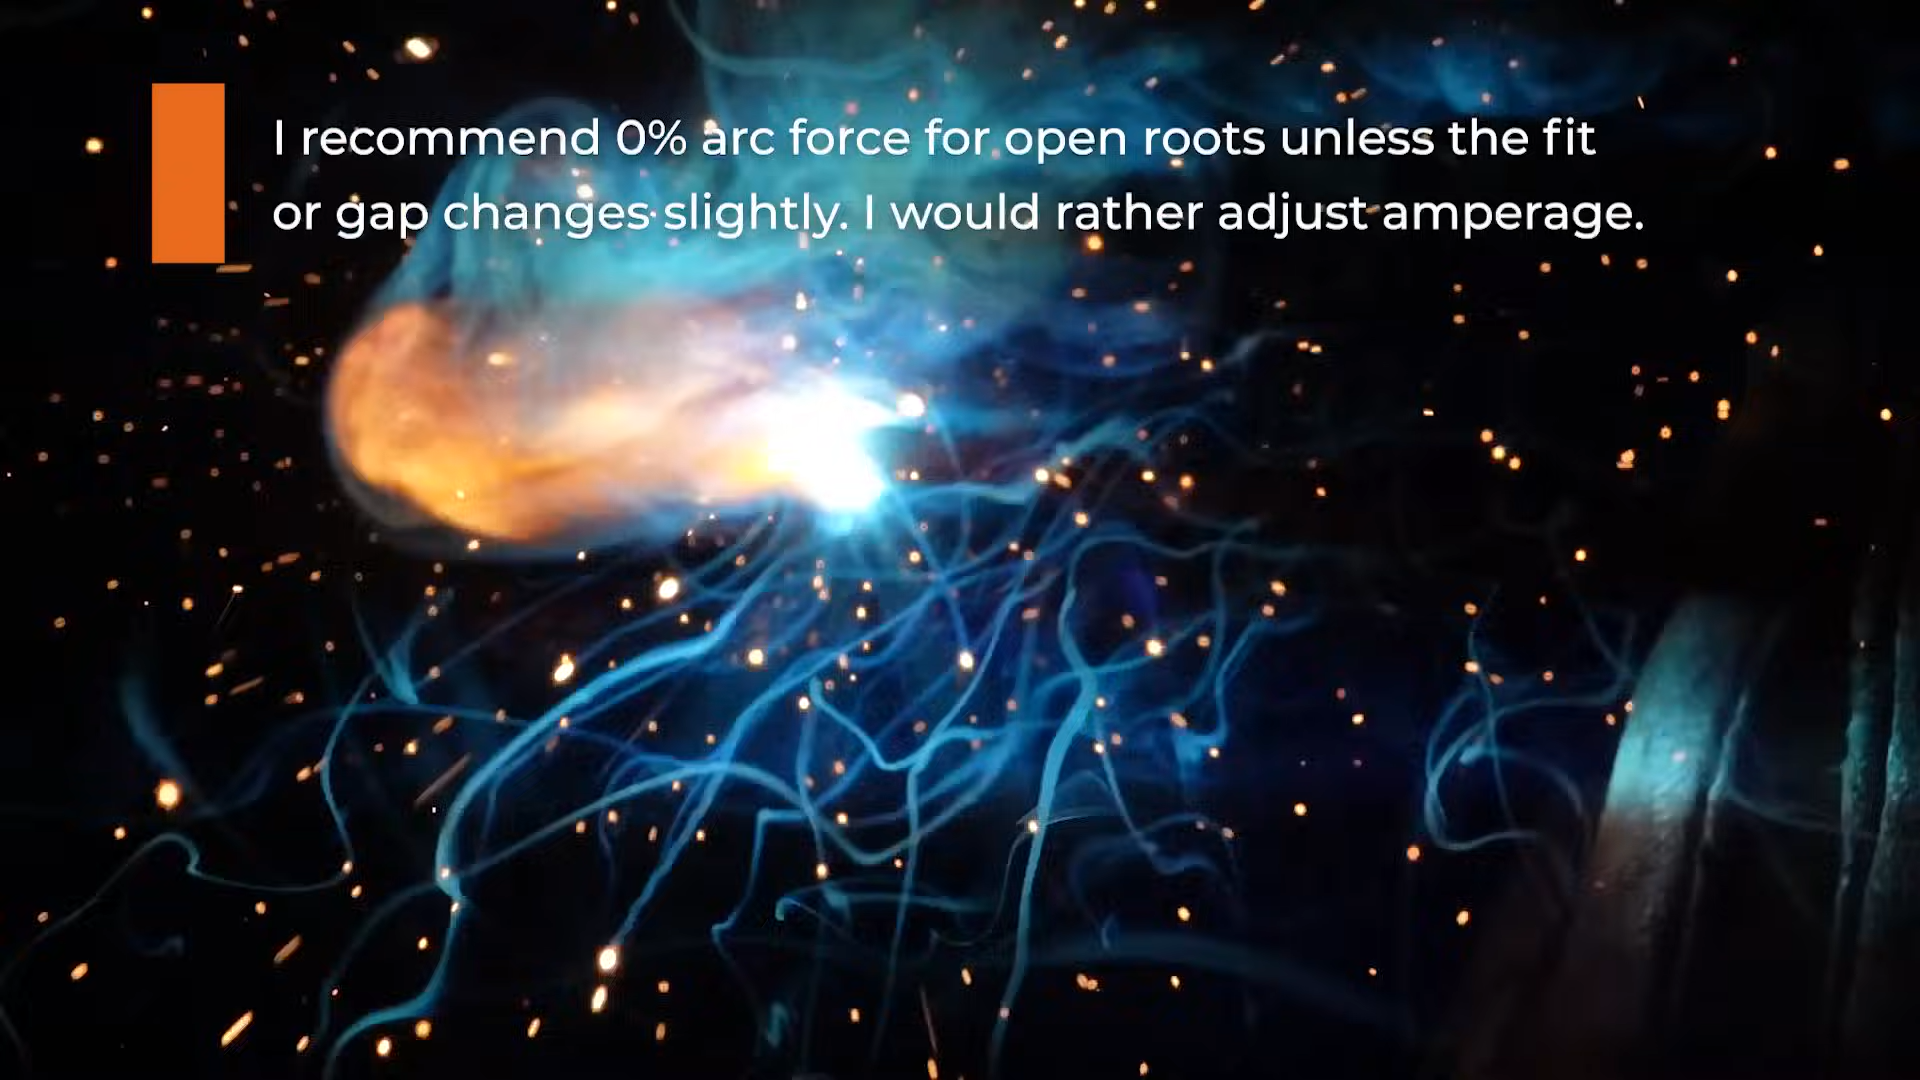 I recommend 0% arc force for open roots unless the fit
or gap changes slightly. I would rather adjust amperage.